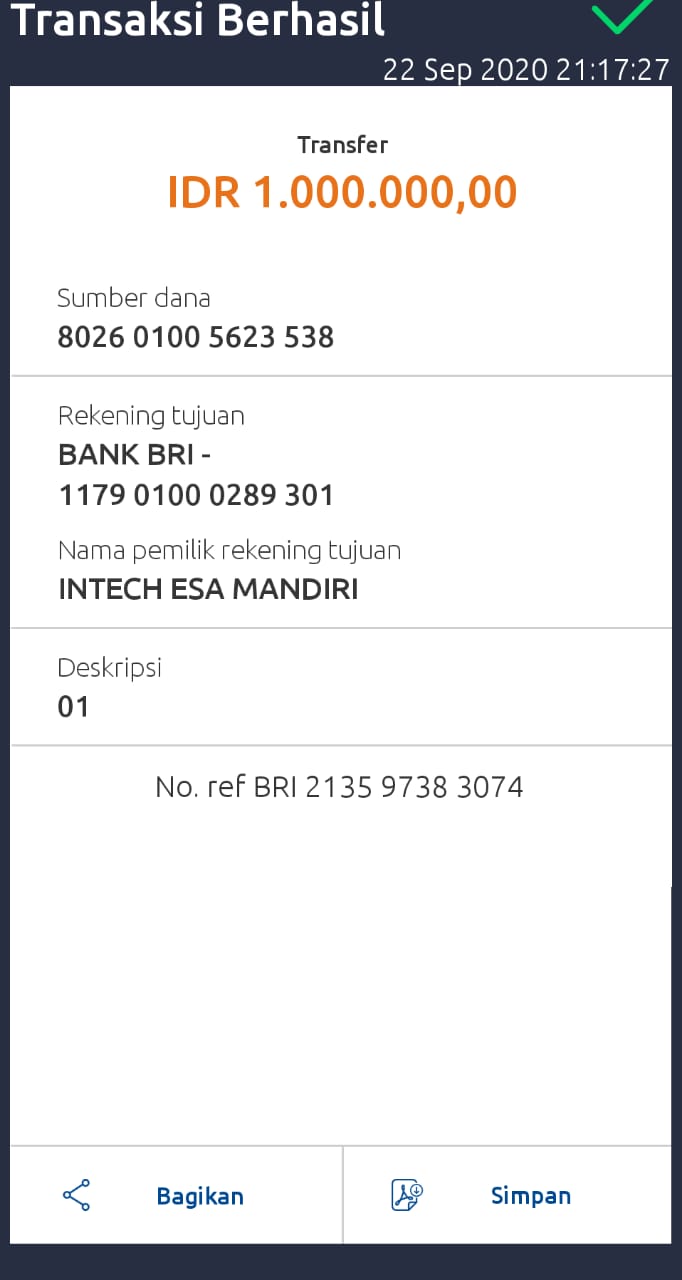 Transaksi Berhasil
22 Sep 2020 21:17:27
Transfer
IDR 1.000.000,00
Sumber dana
8026 0100 5623 538
Rekening tujuan
BANK BRI -
1179 0100 0289 301
Nama pemilik rekening tujuan
INTECH ESA MANDIRI
Deskripsi
01
No. ref BRI 2135 9738 3074
Bagikan
Simpan